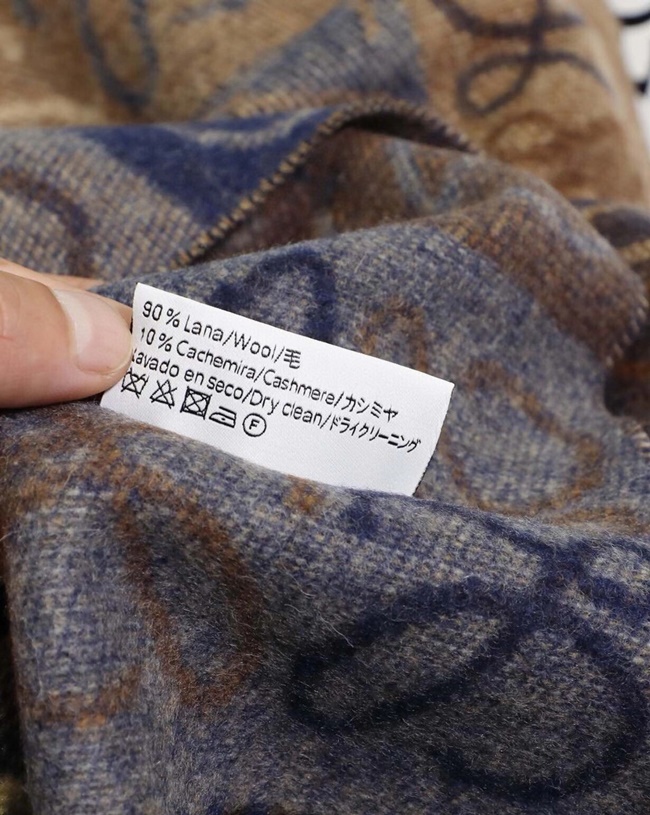 90 % Lana/Wool/毛
10 % Cachemira/Cashmere/カシミヤ
Lavado en seco/Dry clean/ドライクリーニング
F